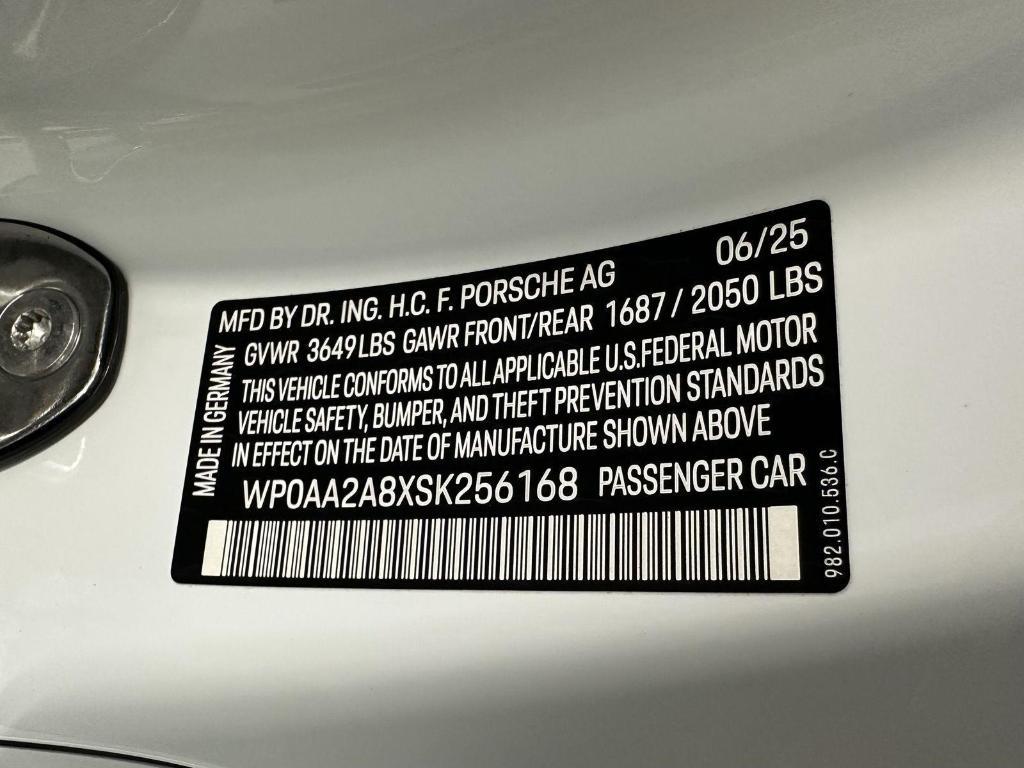 MFD BY DR. ING. H.C. F. PORSCHE AG 06/25
GVWR 3649 LBS GAWR FRONT/REAR 1687 / 2050 LBS
THIS VEHICLE CONFORMS TO ALL APPLICABLE U.S.FEDERAL MOTOR
VEHICLE SAFETY, BUMPER, AND THEFT PREVENTION STANDARDS
IN EFFECT ON THE DATE OF MANUFACTURE SHOWN ABOVE
WP0AA2A8XSK256168 PASSENGER CAR
MADE IN GERMANY
982.010.536.C